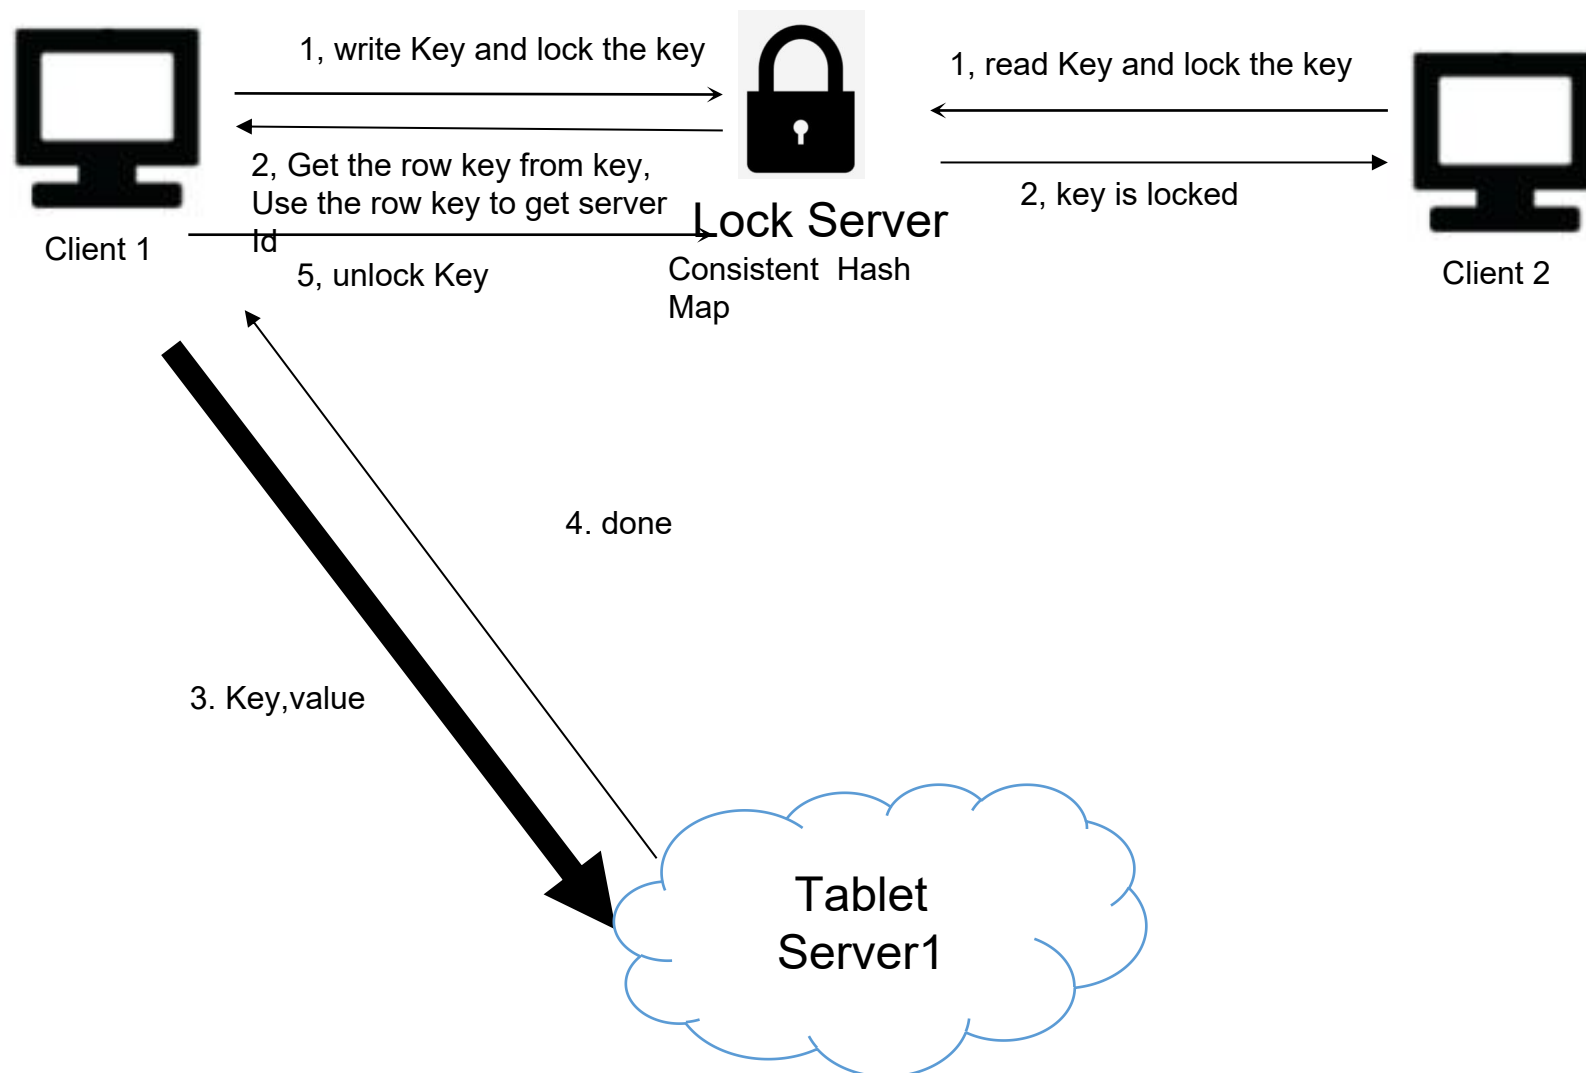 1, write Key and lock the key
1, read Key and lock the key
2, Get the row key from key,
Use the row key to get server
Id
2, key is locked
Client 1
Lock Server
5, unlock Key
Consistent  Hash
Map
Client 2
4. done
3. Key,value
Tablet
Server1